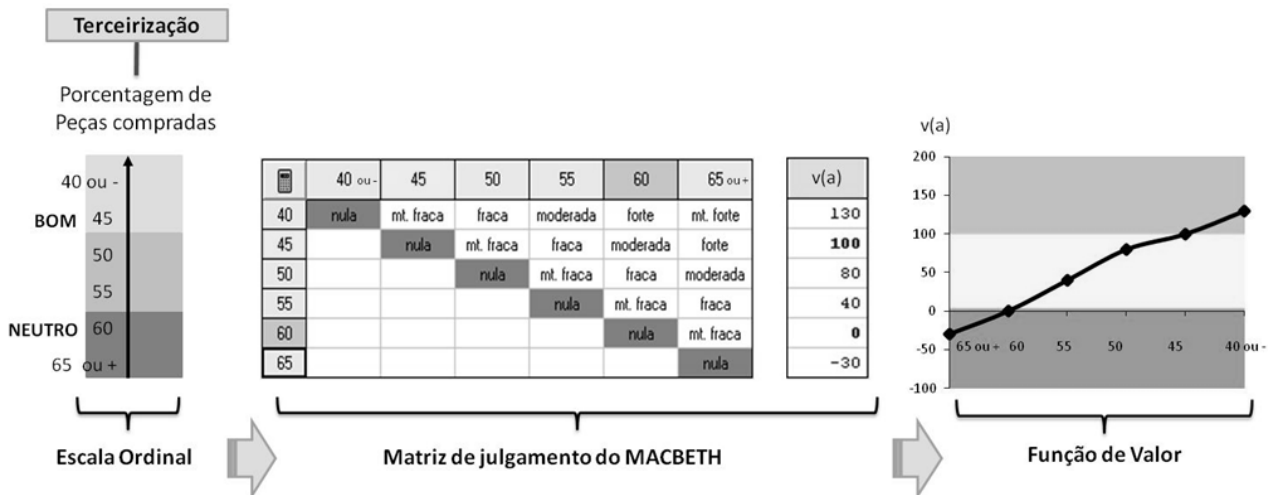 Terceirização
Porcentagem de
Peças compradas
40 ou -
BOM 45
50
55
NEUTRO 60
65 ou +
Escala Ordinal
40 ou - 45 50 55 60 65 ou + v(a)
40 nula mt. fraca fraca moderada forte mt. forte 130
45 nula mt. fraca fraca moderada forte 100
50 nula mt. fraca fraca moderada 80
55 nula mt. fraca fraca 40
60 nula mt. fraca 0
65 nula -30
Matriz de julgamento do MACBETH
v(a)
200
150
100
50
0
-50
-100
65 ou + 60 55 50 45 40 ou -
Função de Valor